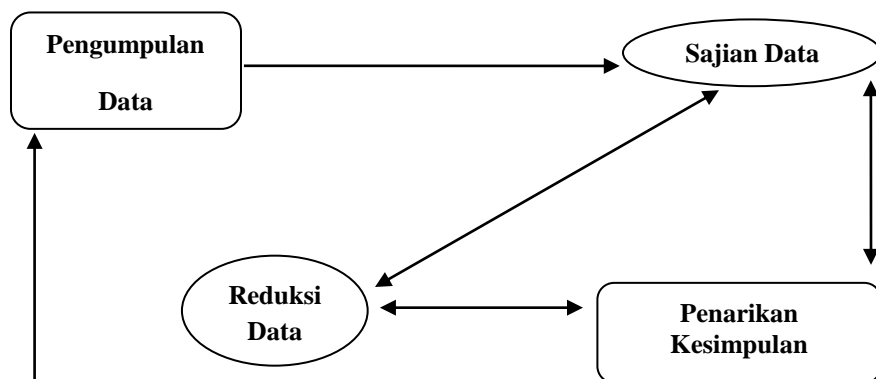 Pengumpulan
Data
Sajian Data
Reduksi
Data
Penarikan
Kesimpulan